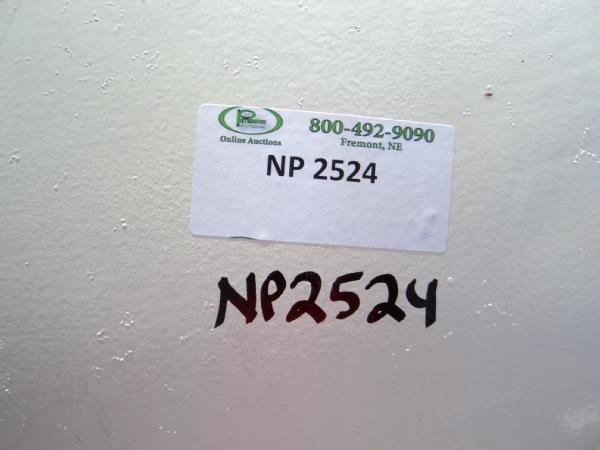 800-492-9090
Online Auctions
Fremont, NE
NP 2524
NP2524